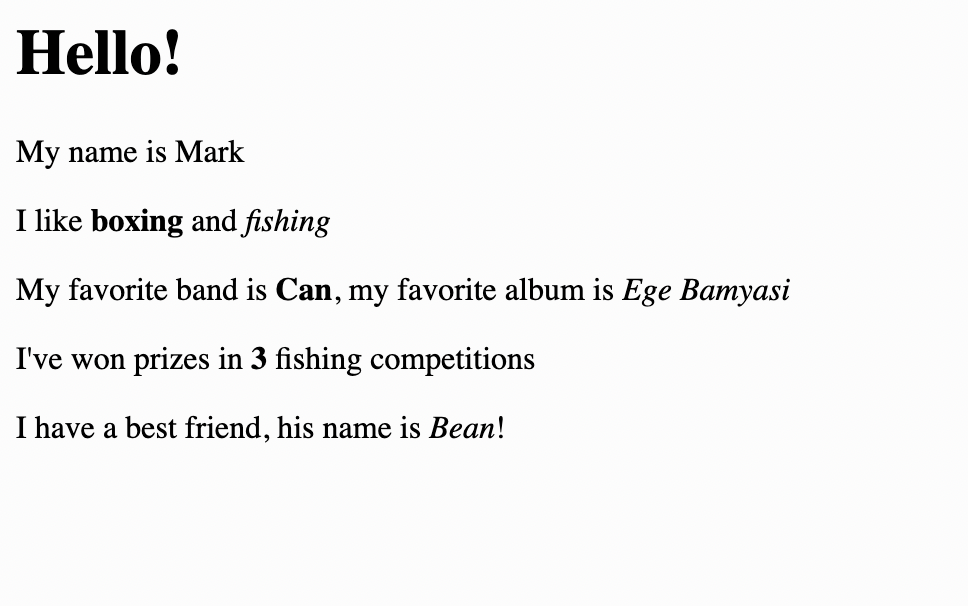 Hello!
My name is Mark
I like boxing and fishing
My favorite band is Can, my favorite album is Ege Bamyasi
I've won prizes in 3 fishing competitions
I have a best friend, his name is Bean!